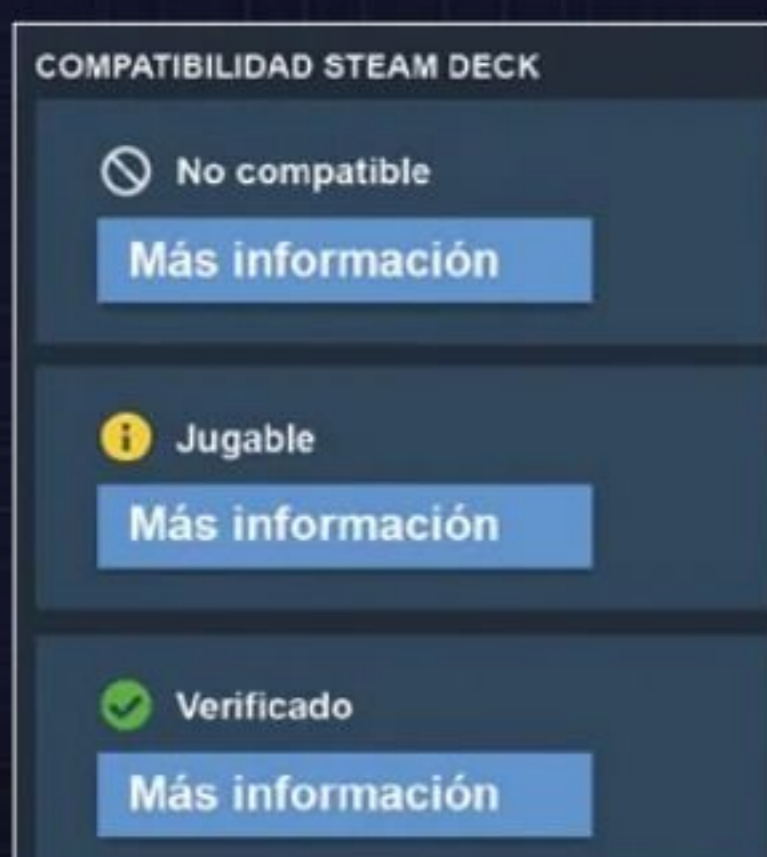 COMPATIBILIDAD STEAM DECK
No compatible
Más información
Jugable
Más información
Verificado
Más información